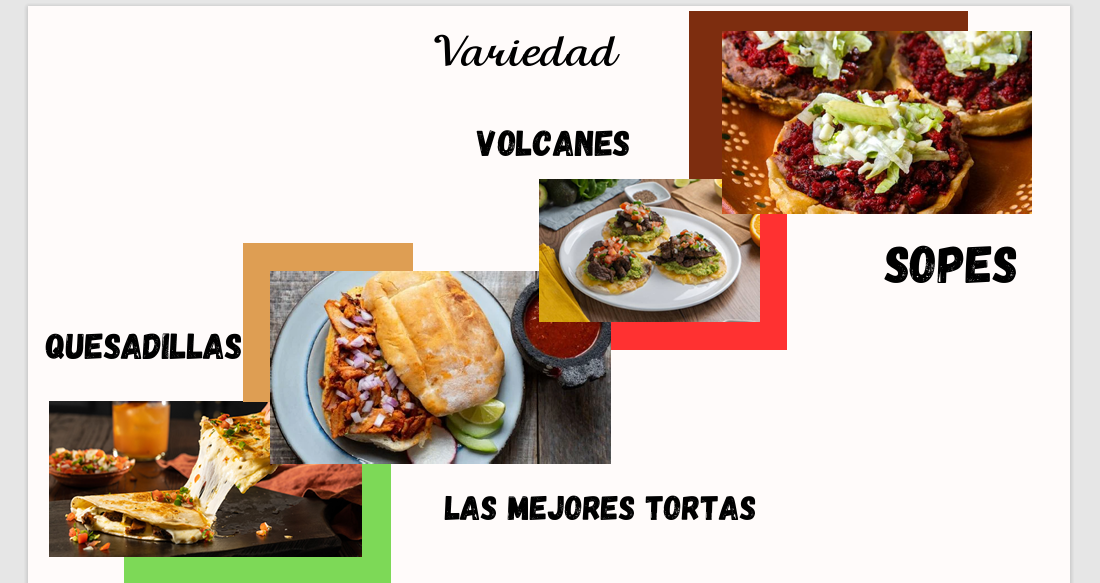 Variedad
VOLCANES
SOPES
QUESADILLAS
LAS MEJORES TORTAS